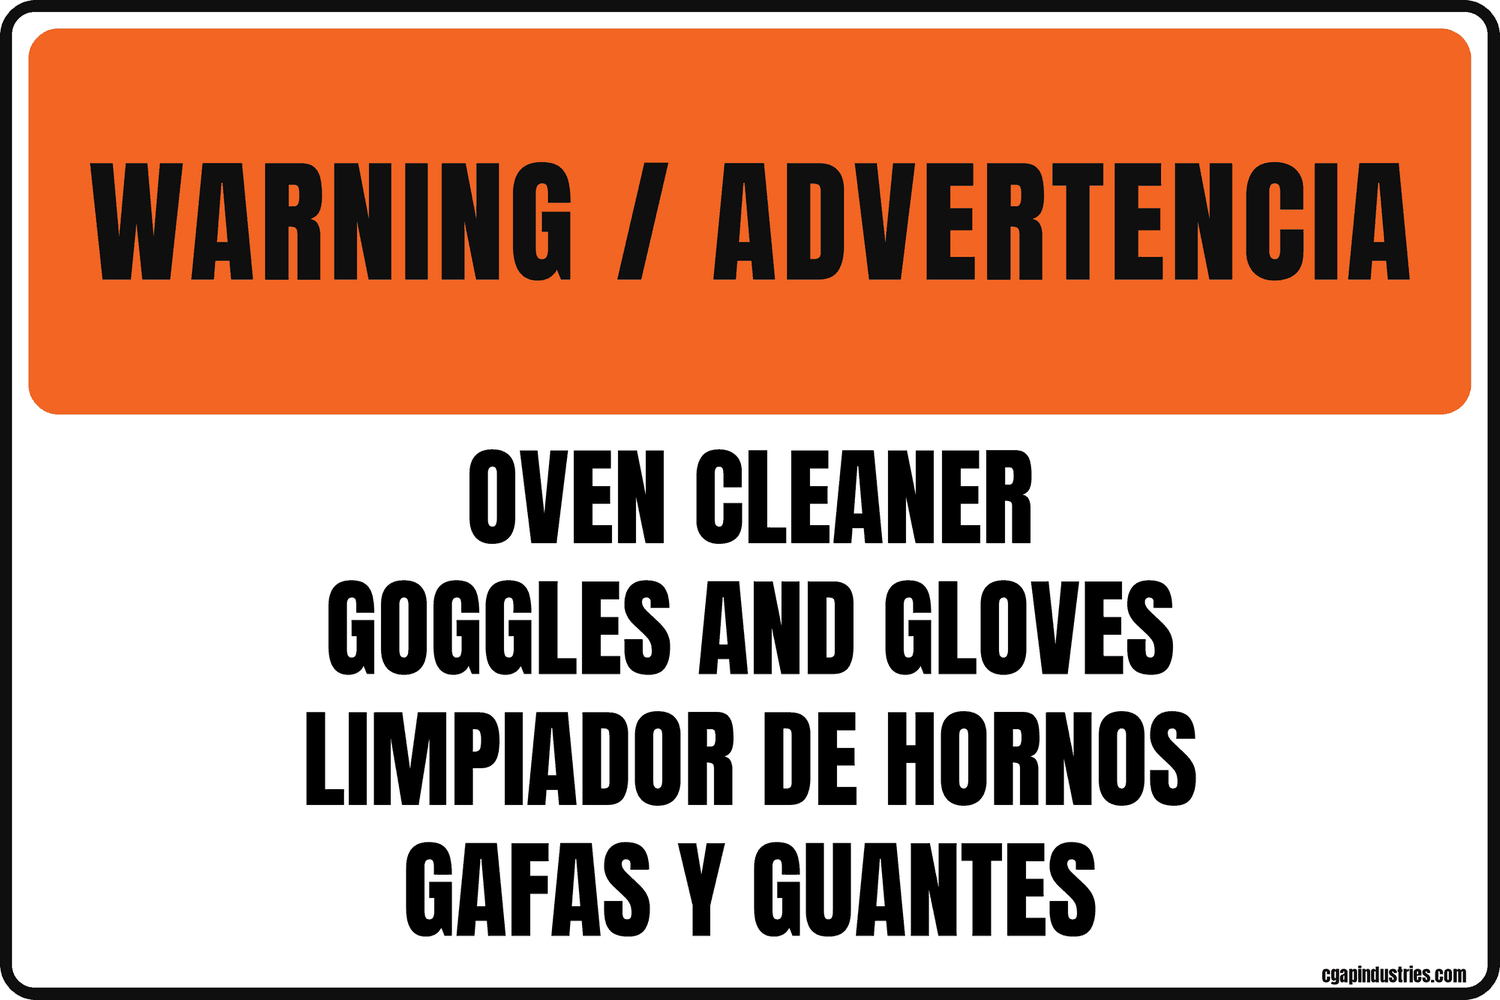 WARNING / ADVERTENCIA
OVEN CLEANER
GOGGLES AND GLOVES
LIMPIADOR DE HORNOS
GAFAS Y GUANTES
cgapindustries.com